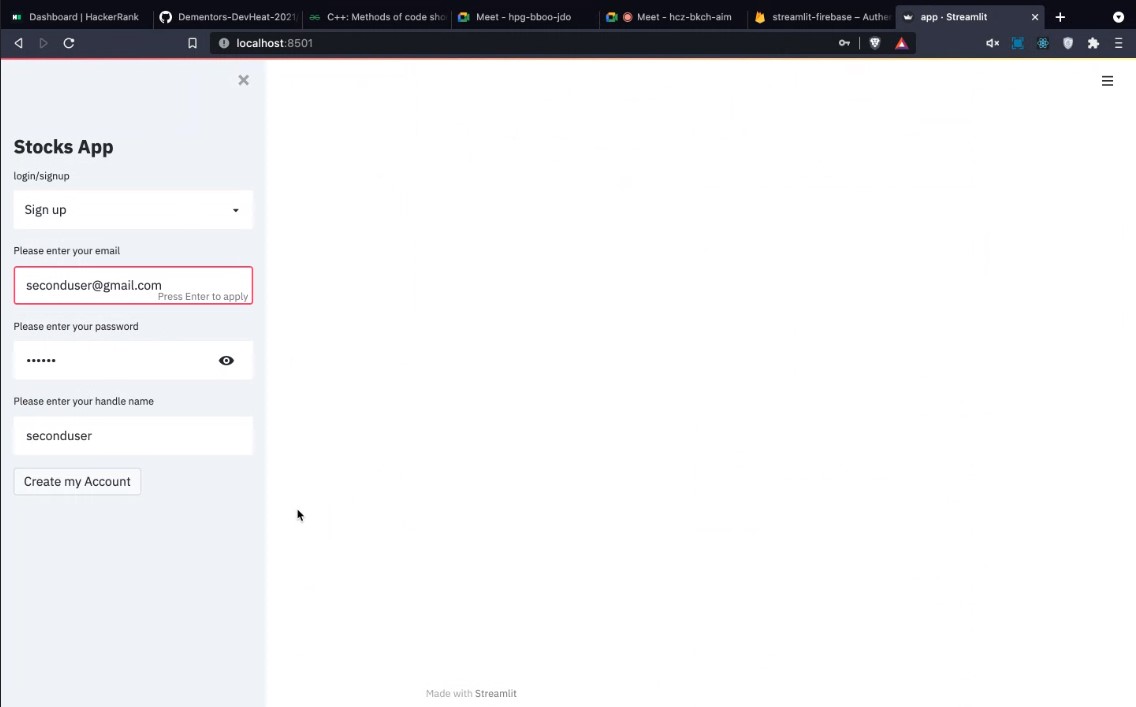 Dashboard | HackerRank
Dementors-DevHeat-2021
C++: Methods of code sho
Meet - hpg-bboo-jdo
Meet - hcz-bkch-aim
streamlit-firebase – Auther
app · Streamlit
localhost:8501
Stocks App
login/signup
Sign up
Please enter your email
seconduser@gmail.com
Press Enter to apply
Please enter your password
••••••
Please enter your handle name
seconduser
Create my Account
Made with Streamlit